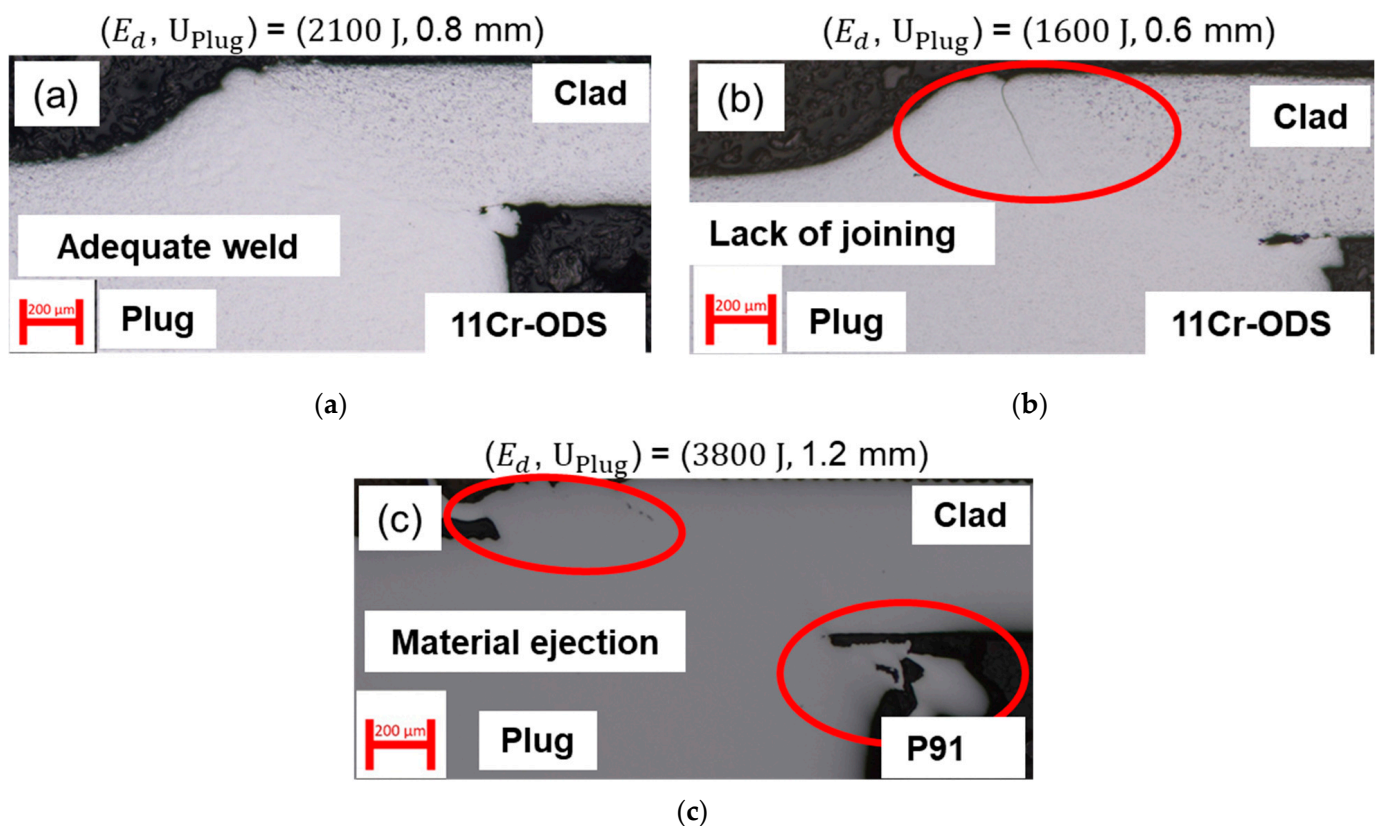 (E_d, U_Plug) = (2100 J, 0.8 mm)
(a)
Clad
Adequate weld
200 µm
Plug
11Cr-ODS
(a)
(E_d, U_Plug) = (1600 J, 0.6 mm)
(b)
Clad
Lack of joining
200 µm
Plug
11Cr-ODS
(b)
(E_d, U_Plug) = (3800 J, 1.2 mm)
(c)
Clad
Material ejection
200 µm
Plug
P91
(c)